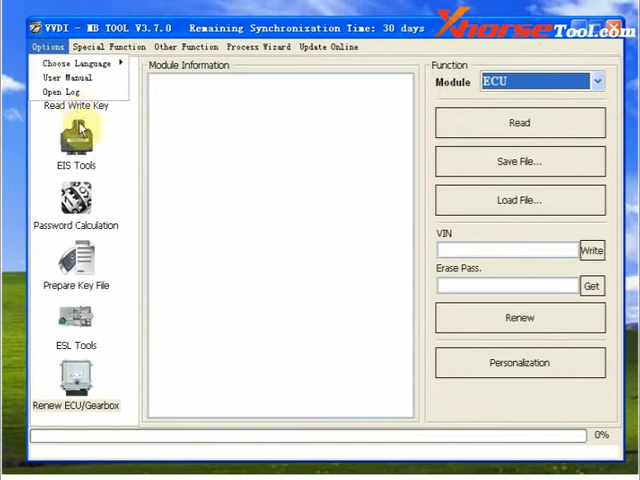 XhorseTool.com
VVDI - MB TOOL V3.7.0 Remaining Synchronization Time: 30 days
Options Special Function Other Function Process Wizard Update Online
Choose Language
User Manual
Open Log
Read Write Key
EIS Tools
Password Calculation
Prepare Key File
ESL Tools
Renew ECU/Gearbox
Module Information
Function
Module ECU
Read
Save File...
Load File...
VIN
Write
Erase Pass.
Get
Renew
Personalization
0%